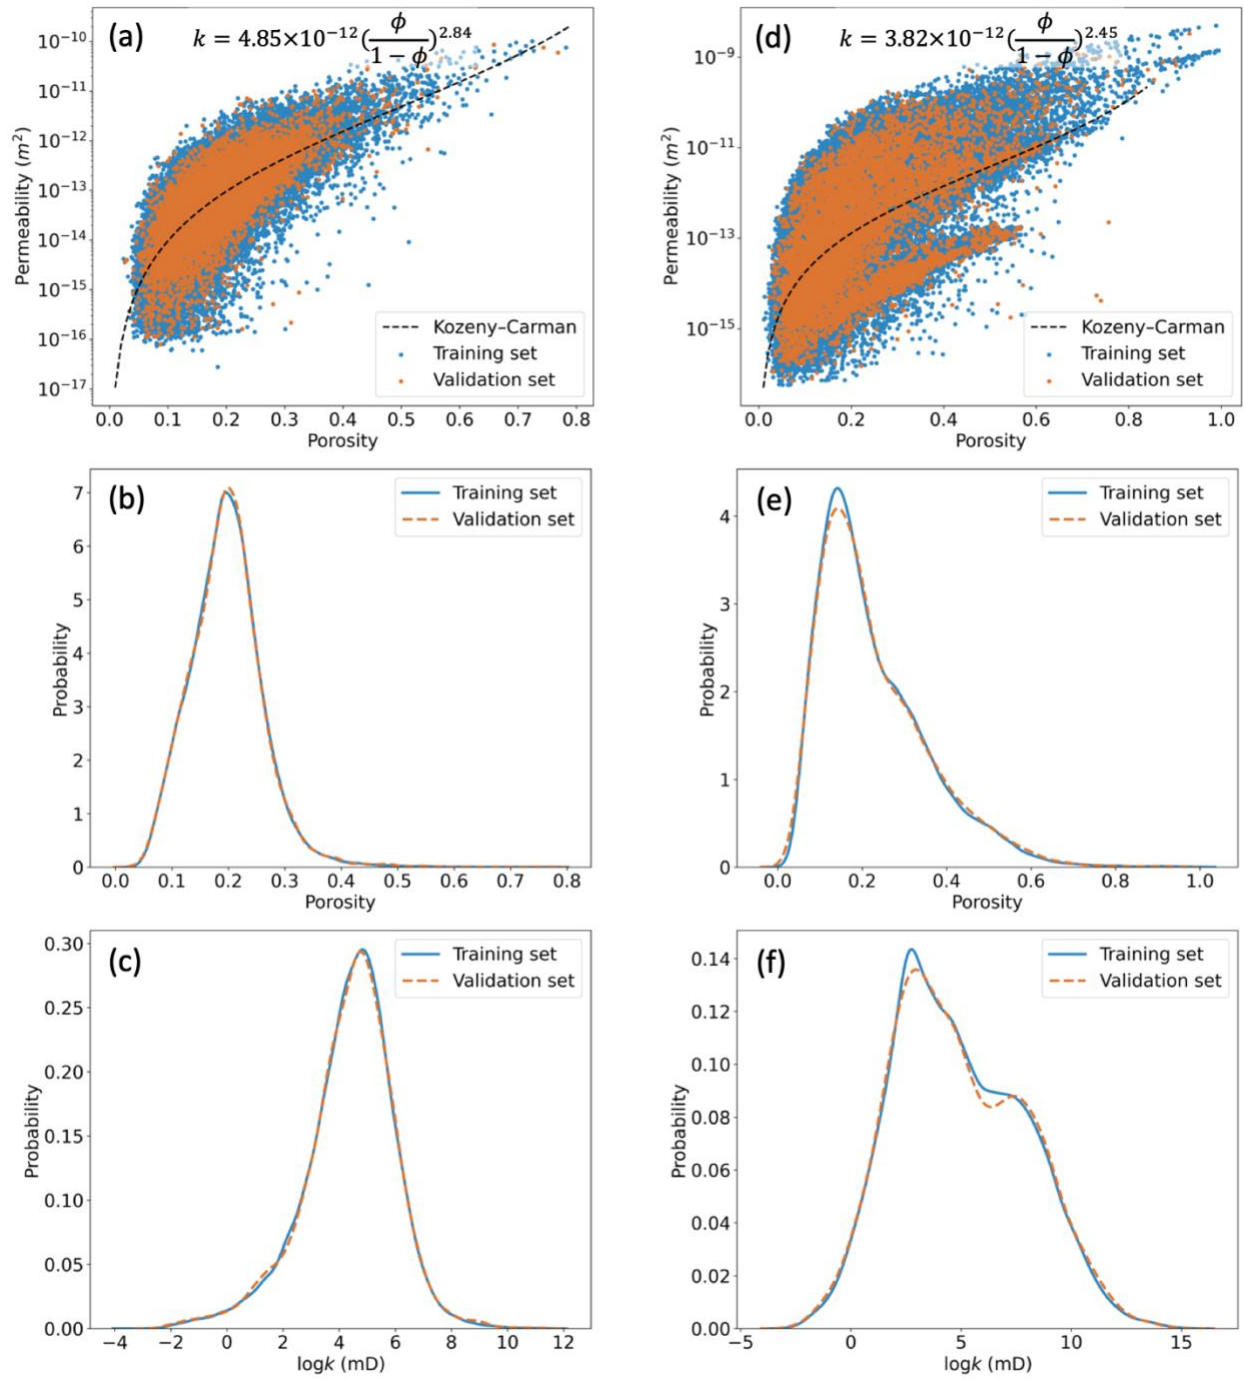 (a)
k = 4.85×10⁻¹²(ϕ/(1−ϕ))^2.84
Permeability (m²)
10⁻¹⁰
10⁻¹¹
10⁻¹²
10⁻¹³
10⁻¹⁴
10⁻¹⁵
10⁻¹⁶
10⁻¹⁷
Kozeny–Carman
Training set
Validation set
0.0 0.1 0.2 0.3 0.4 0.5 0.6 0.7 0.8
Porosity
(d)
k = 3.82×10⁻¹²(ϕ/(1−ϕ))^2.45
Permeability (m²)
10⁻⁹
10⁻¹¹
10⁻¹³
10⁻¹⁵
Kozeny–Carman
Training set
Validation set
0.0 0.2 0.4 0.6 0.8 1.0
Porosity
(b)
Training set
Validation set
Probability
7
6
5
4
3
2
1
0
0.0 0.1 0.2 0.3 0.4 0.5 0.6 0.7 0.8
Porosity
(e)
Training set
Validation set
Probability
4
3
2
1
0
0.0 0.2 0.4 0.6 0.8 1.0
Porosity
(c)
Training set
Validation set
Probability
0.30
0.25
0.20
0.15
0.10
0.05
0.00
−4 −2 0 2 4 6 8 10 12
logk (mD)
(f)
Training set
Validation set
Probability
0.14
0.12
0.10
0.08
0.06
0.04
0.02
0.00
−5 0 5 10 15
logk (mD)